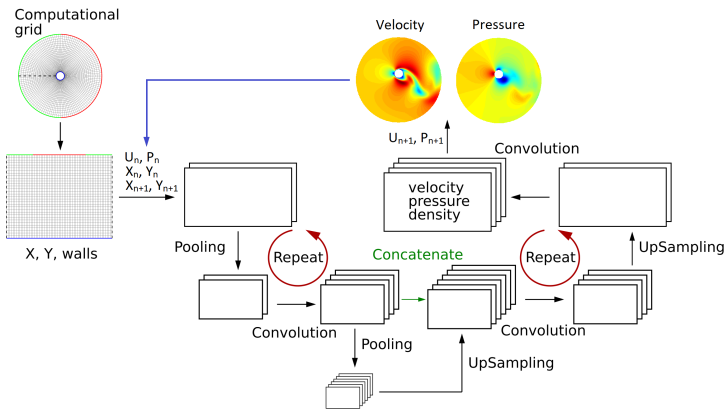 Computational
grid
Velocity
Pressure
Un+1, Pn+1
Un, Pn
Xn, Yn
Xn+1, Yn+1
Convolution
velocity
pressure
density
X, Y, walls
Pooling
Repeat
Concatenate
Repeat
UpSampling
Convolution
Convolution
Pooling
UpSampling